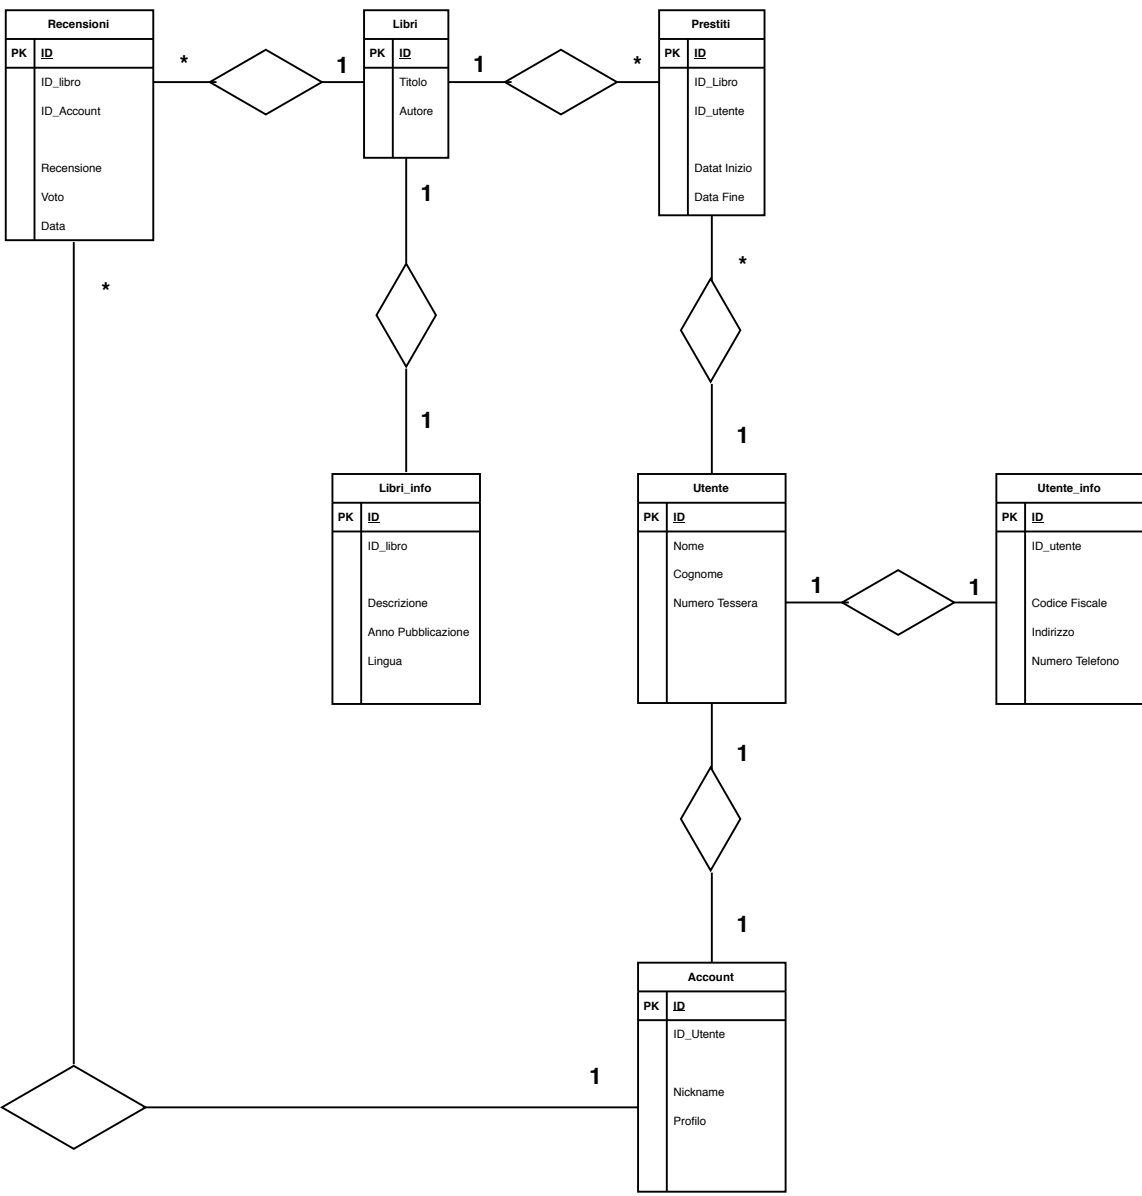 Recensioni
PK ID
ID_libro
ID_Account
Recensione
Voto
Data
*
1
Libri
PK ID
Titolo
Autore
1
*
Prestiti
PK ID
ID_Libro
ID_utente
Datat Inizio
Data Fine
*
1
1
*
1
1
Libri_info
PK ID
ID_libro
Descrizione
Anno Pubblicazione
Lingua
Utente
PK ID
Nome
Cognome
Numero Tessera
1
1
Utente_info
PK ID
ID_utente
Codice Fiscale
Indirizzo
Numero Telefono
1
1
Account
PK ID
ID_Utente
Nickname
Profilo
1